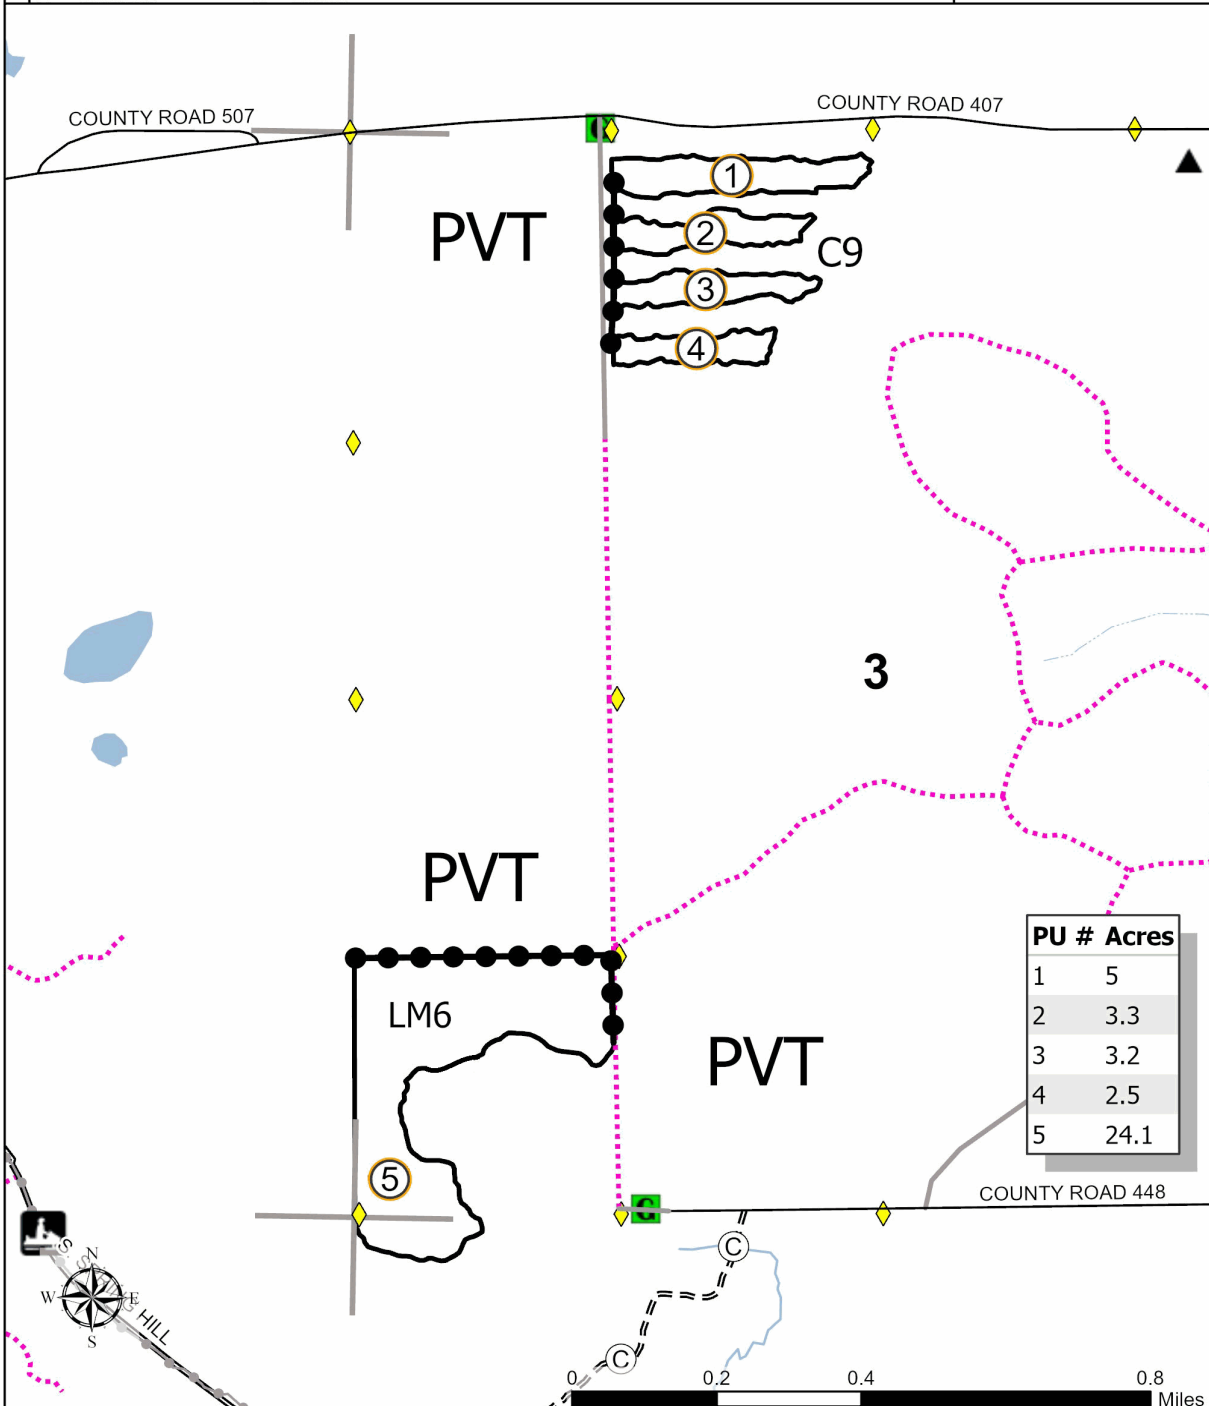 COUNTY ROAD 507
COUNTY ROAD 407
G
1
PVT
2
C9
3
4
3
PVT
PU # Acres
1 5
2 3.3
3 3.2
4 2.5
5 24.1
LM6
PVT
5
COUNTY ROAD 448
G
C
N
W E
S
HILL
C
0 0.2 0.4 0.8
Miles